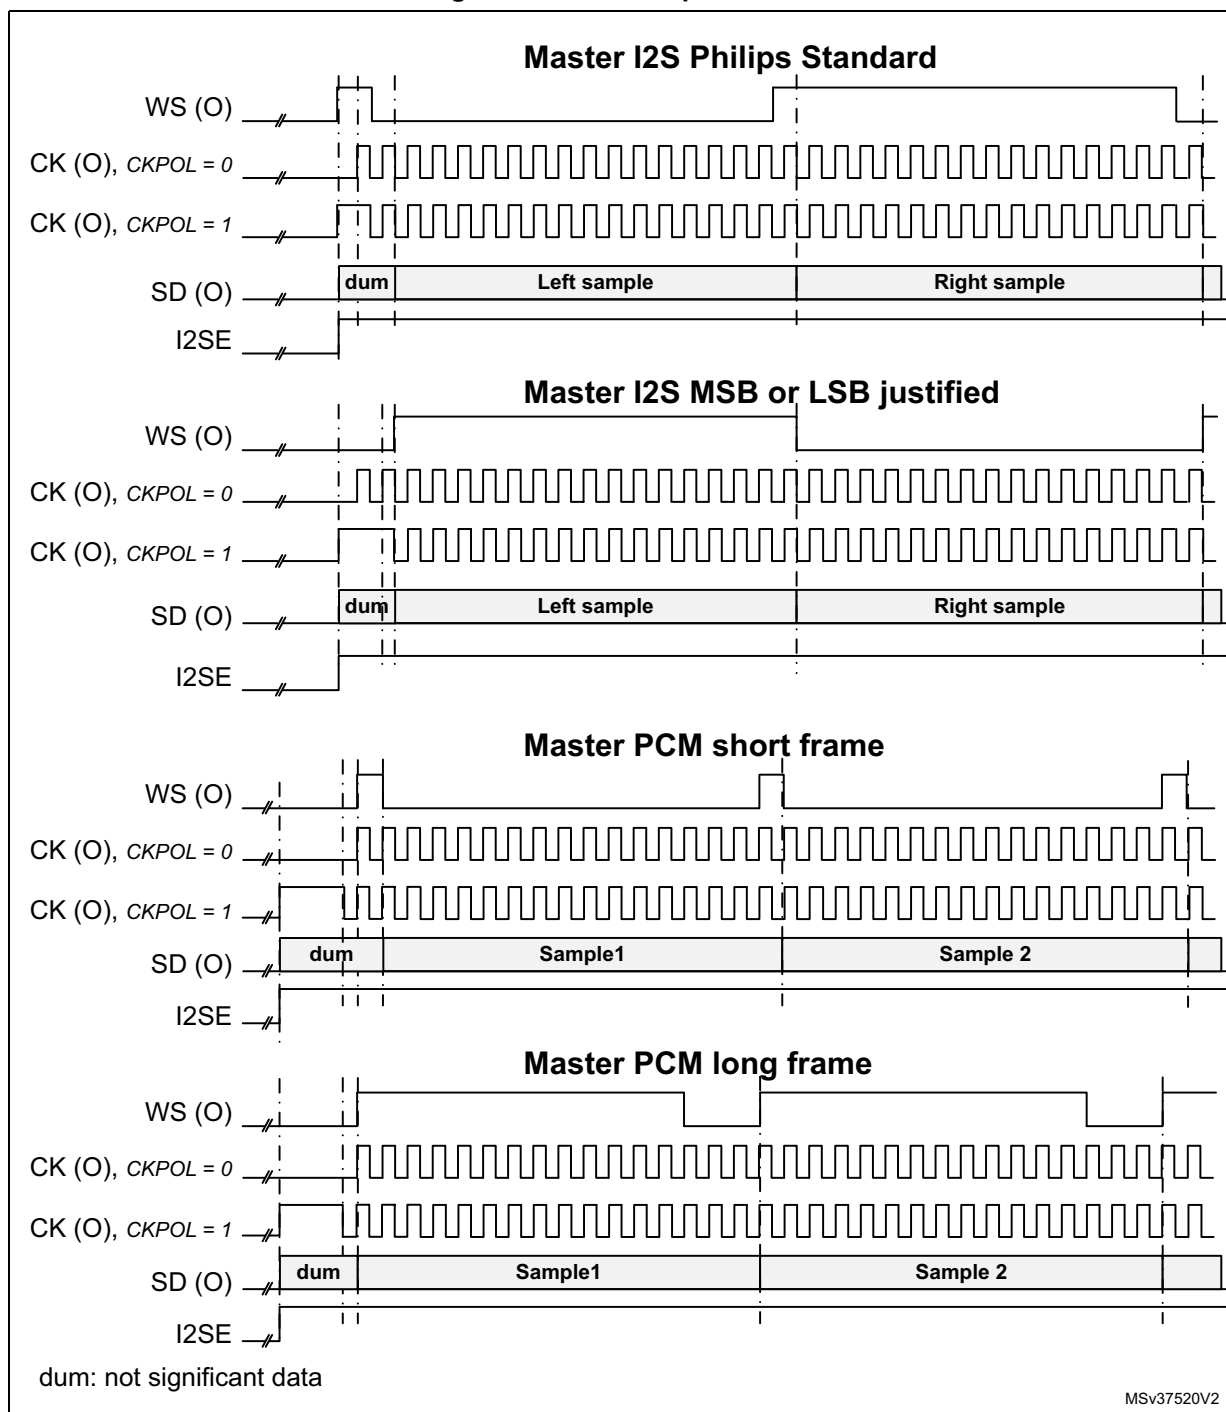 Master I2S Philips Standard
WS (O)
CK (O), CKPOL = 0
CK (O), CKPOL = 1
SD (O) dum Left sample Right sample
I2SE
Master I2S MSB or LSB justified
WS (O)
CK (O), CKPOL = 0
CK (O), CKPOL = 1
SD (O) dum Left sample Right sample
I2SE
Master PCM short frame
WS (O)
CK (O), CKPOL = 0
CK (O), CKPOL = 1
SD (O) dum Sample1 Sample 2
I2SE
Master PCM long frame
WS (O)
CK (O), CKPOL = 0
CK (O), CKPOL = 1
SD (O) dum Sample1 Sample 2
I2SE
dum: not significant data
MSv37520V2